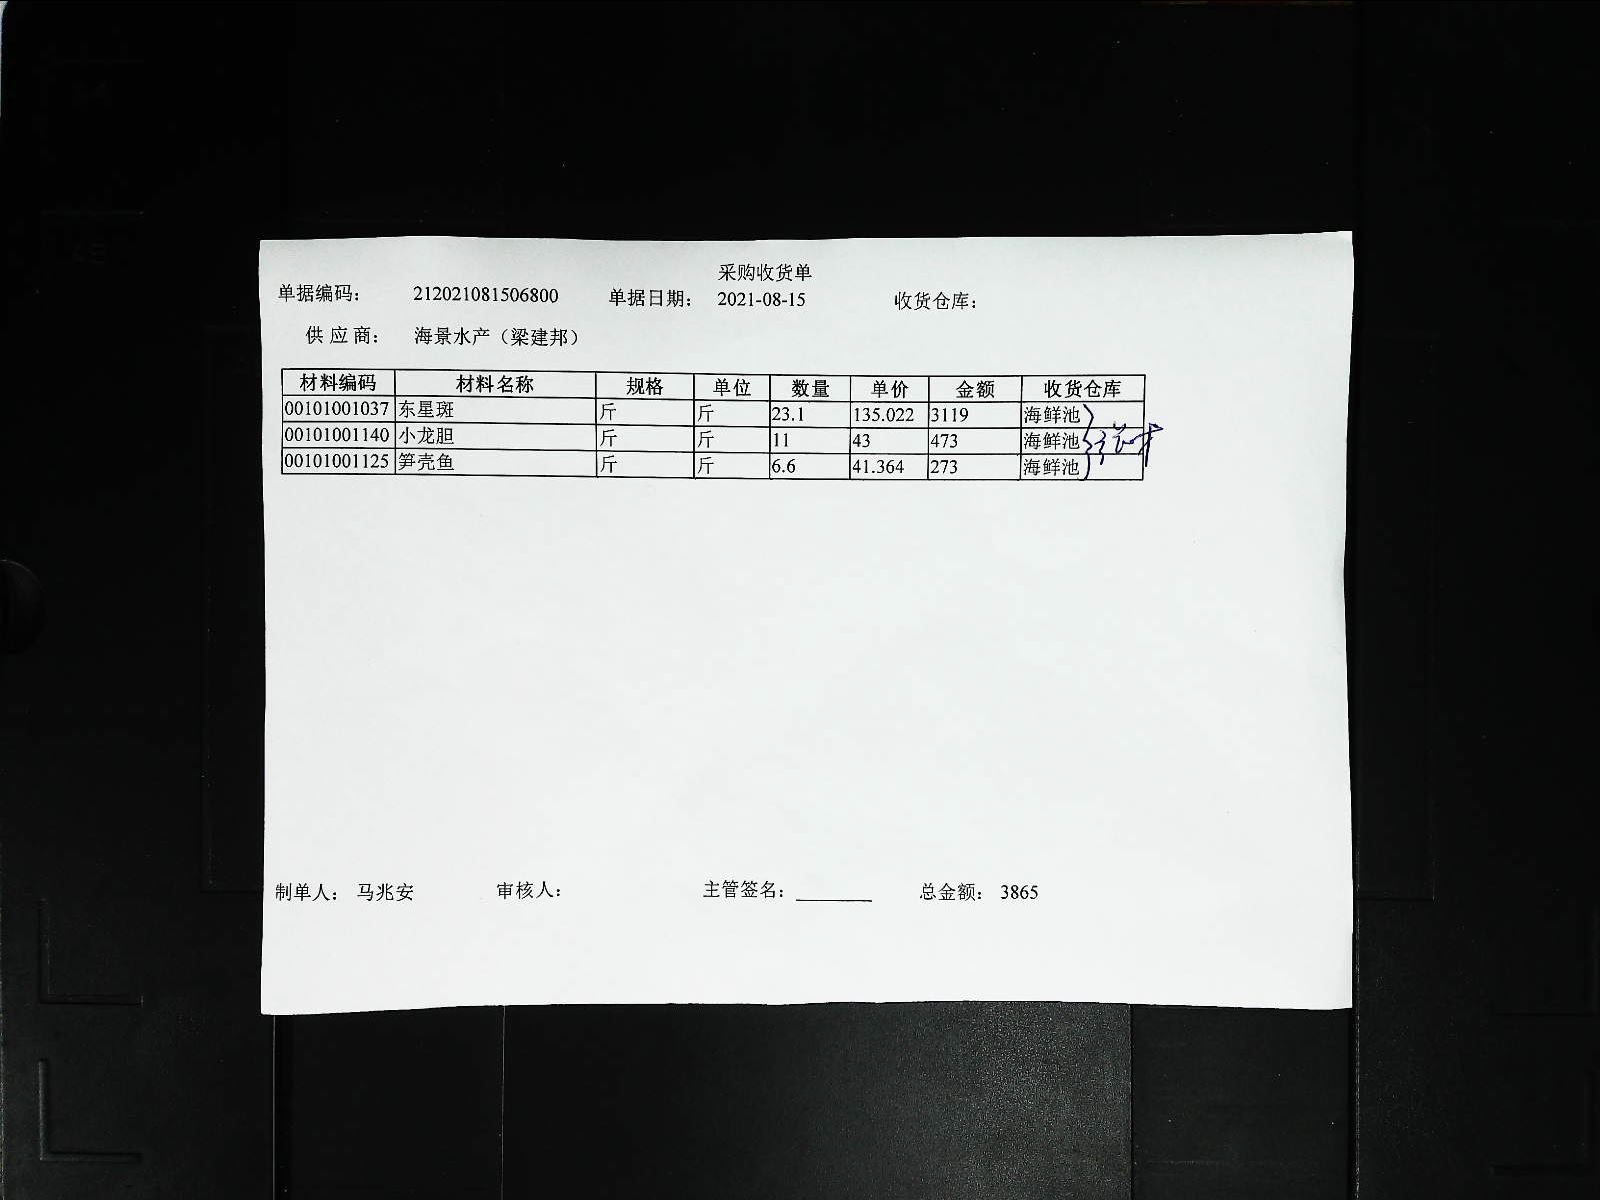 采购收货单
单据编码： 212021081506800 单据日期： 2021-08-15 收货仓库：
供 应 商： 海景水产（梁建邦）
材料编码 材料名称 规格 单位 数量 单价 金额 收货仓库
00101001037 东星斑 斤 斤 23.1 135.022 3119 海鲜池
00101001140 小龙胆 斤 斤 11 43 473 海鲜池
00101001125 笋壳鱼 斤 斤 6.6 41.364 273 海鲜池
制单人： 马兆安 审核人： 主管签名： 总金额： 3865